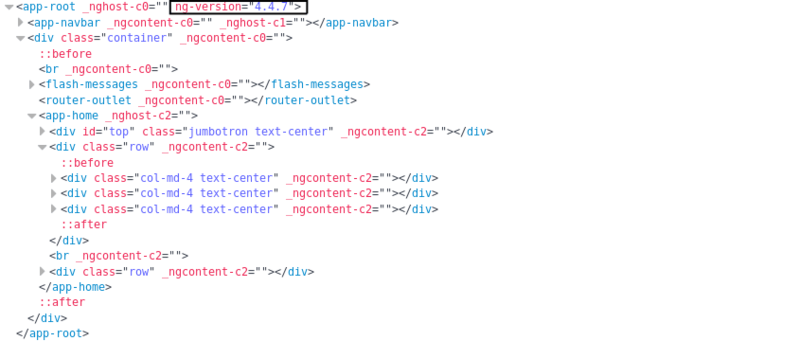 <app-root _nghost-c0="" ng-version="4.4.7">
<app-navbar _ngcontent-c0="" _nghost-c1=""></app-navbar>
<div class="container" _ngcontent-c0="">
::before
<br _ngcontent-c0="">
<flash-messages _ngcontent-c0=""></flash-messages>
<router-outlet _ngcontent-c0=""></router-outlet>
<app-home _nghost-c2="">
<div id="top" class="jumbotron text-center" _ngcontent-c2=""></div>
<div class="row" _ngcontent-c2="">
::before
<div class="col-md-4 text-center" _ngcontent-c2=""></div>
<div class="col-md-4 text-center" _ngcontent-c2=""></div>
<div class="col-md-4 text-center" _ngcontent-c2=""></div>
::after
</div>
<br _ngcontent-c2="">
<div class="row" _ngcontent-c2=""></div>
</app-home>
::after
</div>
</app-root>